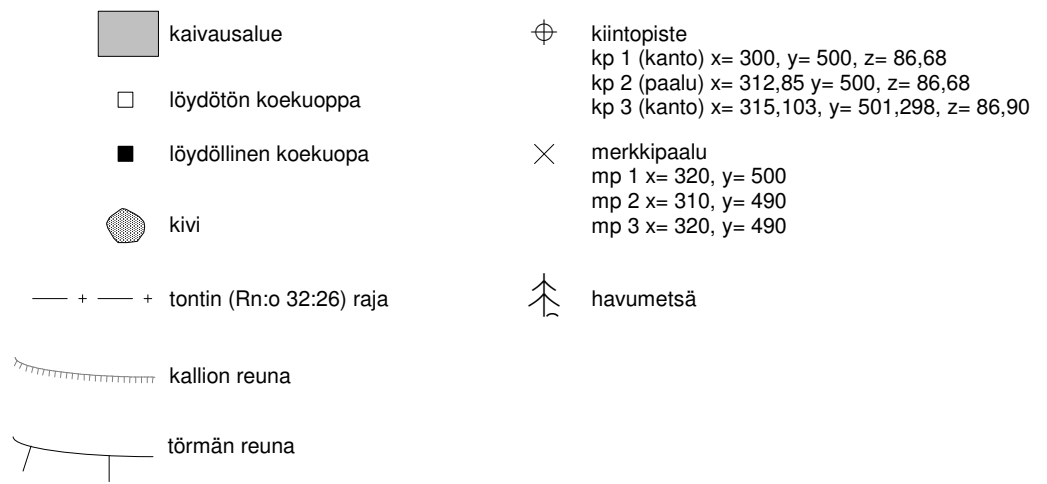 kaivausalue
löydötön koekuoppa
löydöllinen koekuopa
kivi
tontin (Rn:o 32:26) raja
kallion reuna
törmän reuna
kiintopiste
kp 1 (kanto) x= 300, y= 500, z= 86,68
kp 2 (paalu) x= 312,85 y= 500, z= 86,68
kp 3 (kanto) x= 315,103, y= 501,298, z= 86,90
merkkipaalu
mp 1 x= 320, y= 500
mp 2 x= 310, y= 490
mp 3 x= 320, y= 490
havumetsä